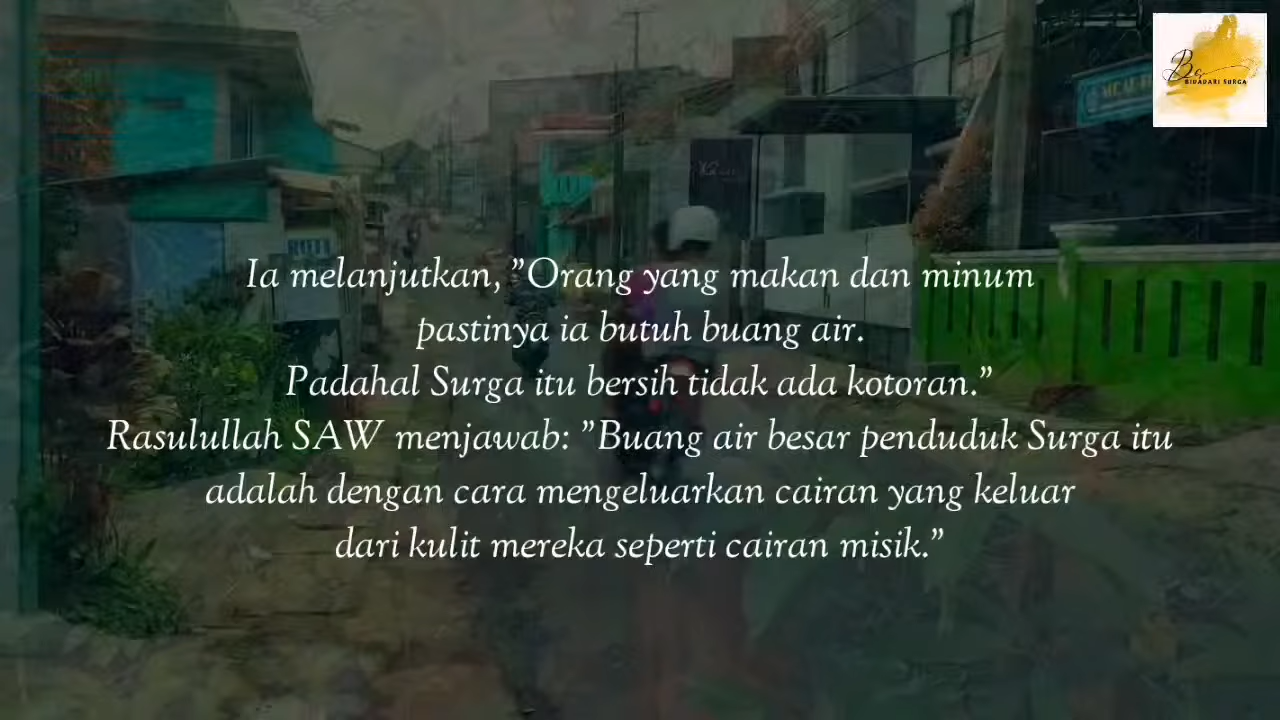 Bs
BIDADARI SURGA
Ia melanjutkan, ”Orang yang makan dan minum
pastinya ia butuh buang air.
Padahal Surga itu bersih tidak ada kotoran.”
Rasulullah SAW menjawab: ”Buang air besar penduduk Surga itu
adalah dengan cara mengeluarkan cairan yang keluar
dari kulit mereka seperti cairan misik.”